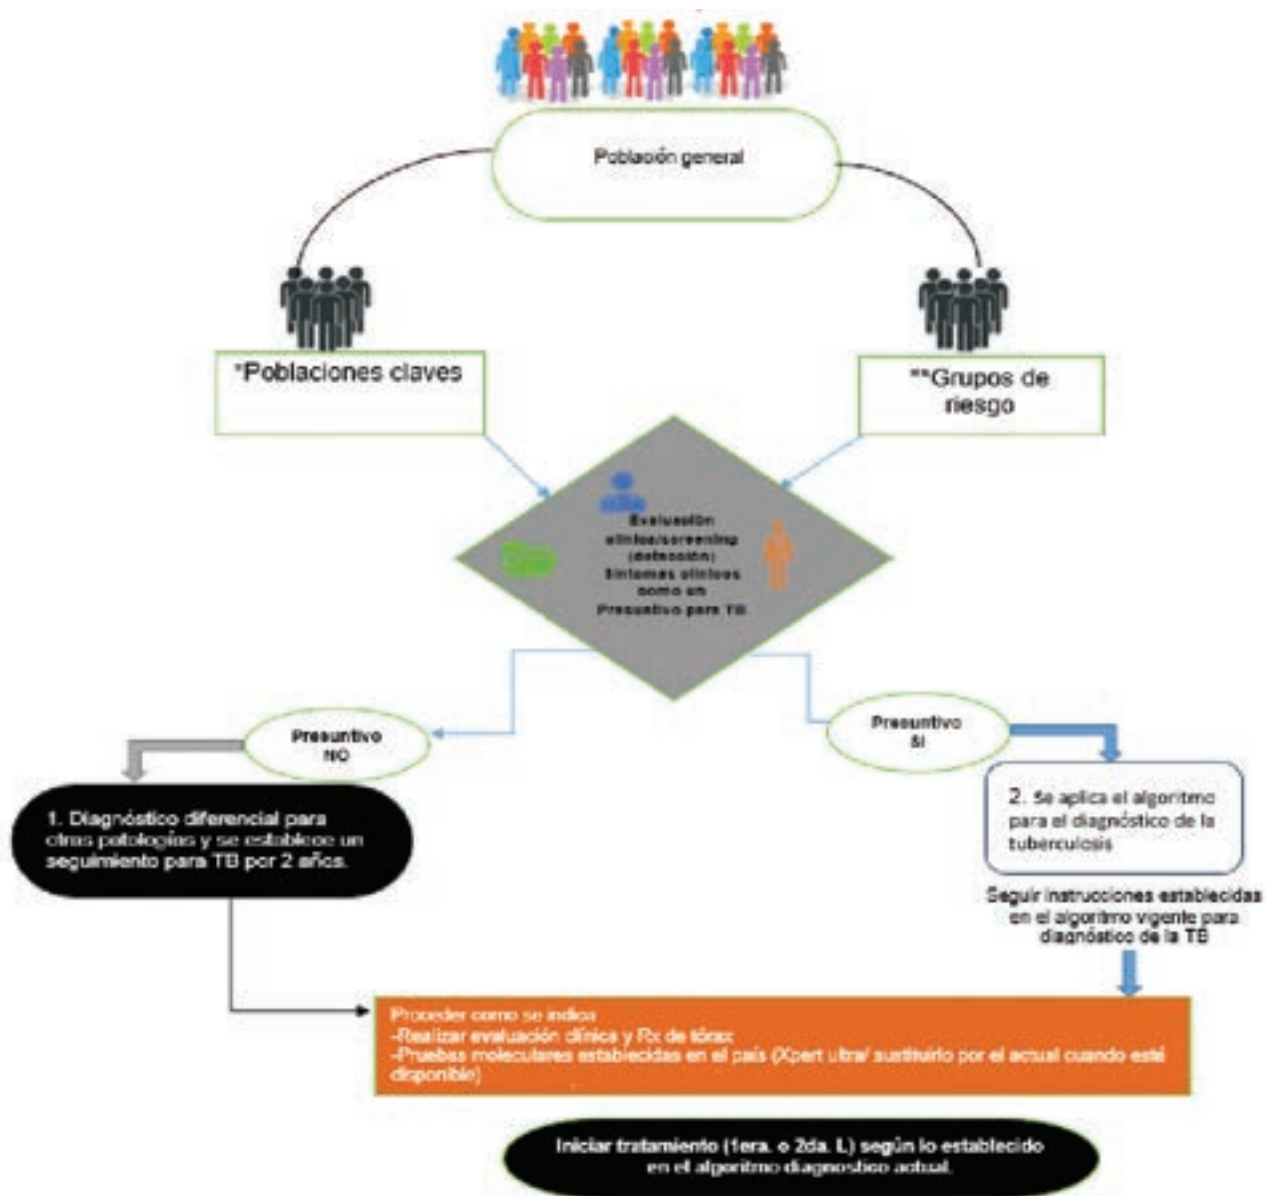 Población general
*Poblaciones claves
**Grupos de
riesgo
Evaluación
clínica/screening
(detección)
Síntomas clínicos
como un
Presuntivo para TB
Presuntivo
NO
Presuntivo
SI
1. Diagnóstico diferencial para
otras patologías y se establece un
seguimiento para TB por 2 años.
2. Se aplica el algoritmo
para el diagnóstico de la
tuberculosis
Seguir instrucciones establecidas
en el algoritmo vigente para
diagnóstico de la TB
Proceder como se indica
-Realizar evaluación clínica y Rx de tórax
-Pruebas moleculares establecidas en el país (Xpert ultra/ sustituirlo por el actual cuando esté
disponible)
Iniciar tratamiento (1era. o 2da. L) según lo establecido
en el algoritmo diagnostico actual.